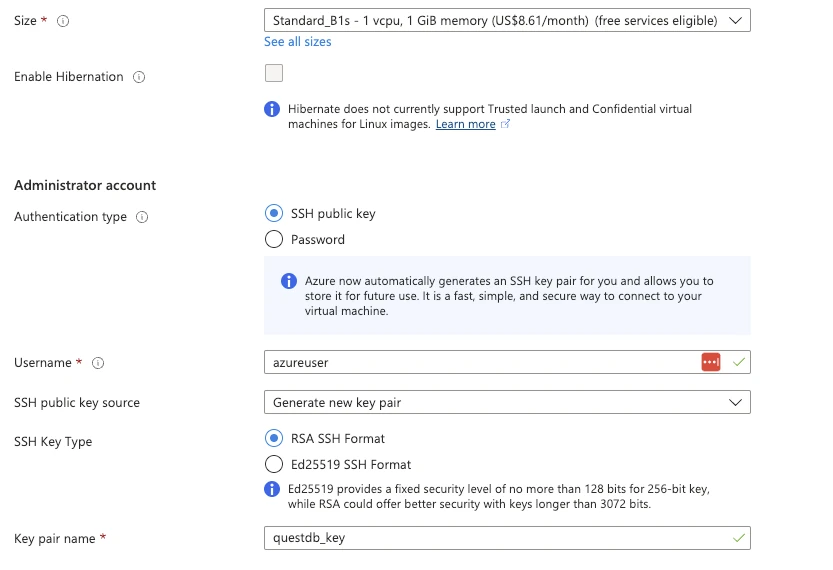 Size *
Standard_B1s - 1 vcpu, 1 GiB memory (US$8.61/month) (free services eligible)
See all sizes
Enable Hibernation
Hibernate does not currently support Trusted launch and Confidential virtual
machines for Linux images. Learn more
Administrator account
Authentication type
SSH public key
Password
Azure now automatically generates an SSH key pair for you and allows you to
store it for future use. It is a fast, simple, and secure way to connect to your
virtual machine.
Username *
azureuser
SSH public key source
Generate new key pair
SSH Key Type
RSA SSH Format
Ed25519 SSH Format
Ed25519 provides a fixed security level of no more than 128 bits for 256-bit key,
while RSA could offer better security with keys longer than 3072 bits.
Key pair name *
questdb_key